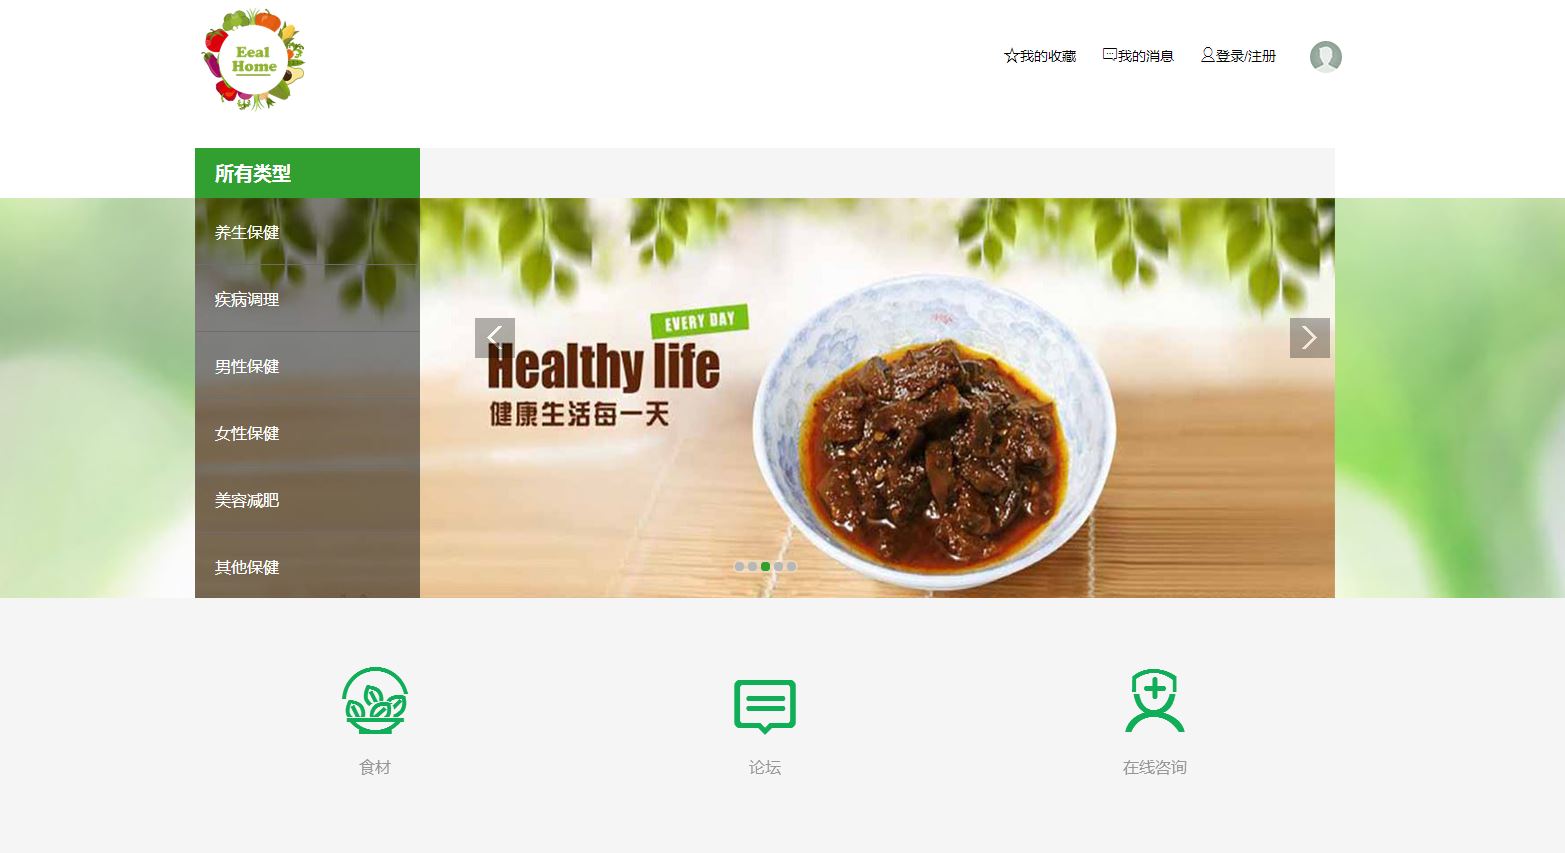 Eeal
Home
我的收藏
我的消息
登录/注册
所有类型
养生保健
疾病调理
男性保健
女性保健
美容减肥
其他保健
EVERY DAY
Healthy life
健康生活每一天
食材
论坛
在线咨询